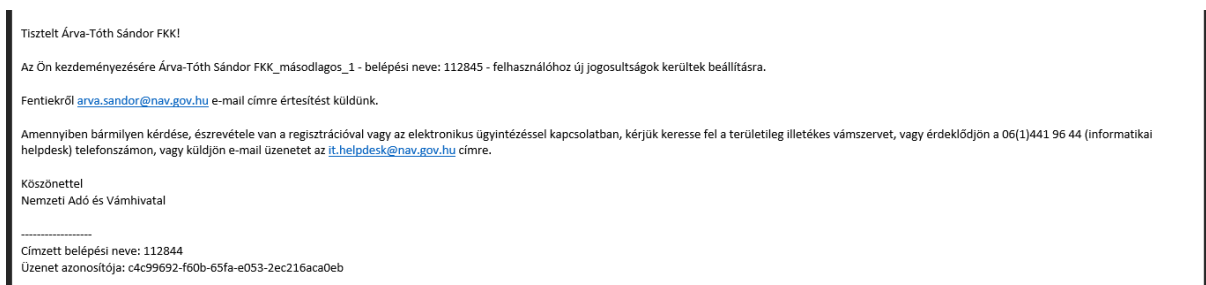 Tisztelt Árva-Tóth Sándor FKK!
Az Ön kezdeményezésére Árva-Tóth Sándor FKK_másodlagos_1 - belépési neve: 112845 - felhasználóhoz új jogosultságok kerültek beállításra.
Fentiekről arva.sandor@nav.gov.hu e-mail címre értesítést küldünk.
Amennyiben bármilyen kérdése, észrevétele van a regisztrációval vagy az elektronikus ügyintézéssel kapcsolatban, kérjük keresse fel a területileg illetékes vámszervet, vagy érdeklődjön a 06(1)441 96 44 (informatikai
helpdesk) telefonszámon, vagy küldjön e-mail üzenetet az it.helpdesk@nav.gov.hu címre.
Köszönettel
Nemzeti Adó és Vámhivatal
------------------
Címzett belépési neve: 112844
Üzenet azonosítója: c4c99692-f60b-65fa-e053-2ec216aca0eb